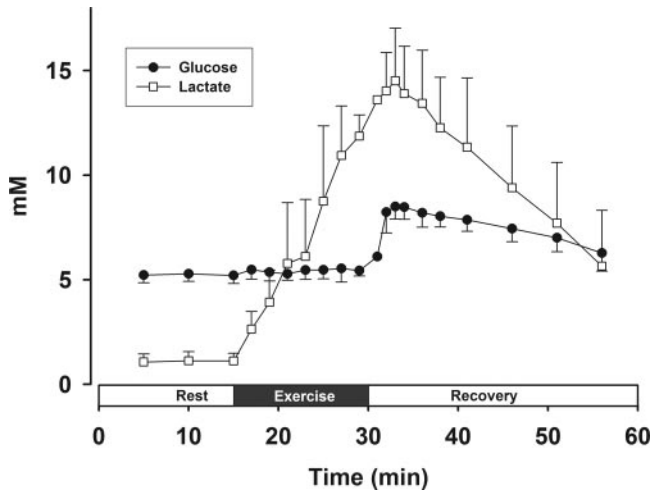 15
Glucose
Lactate
mM
10
5
0
Rest Exercise Recovery
0 10 20 30 40 50 60
Time (min)